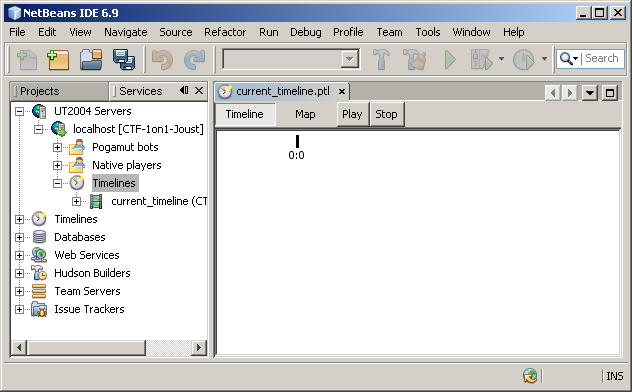 NetBeans IDE 6.9
File Edit View Navigate Source Refactor Run Debug Profile Team Tools Window Help
Search
Projects Services
current_timeline.ptl
UT2004 Servers
localhost [CTF-1on1-Joust]
Pogamut bots
Native players
Timelines
current_timeline (CT
Timelines
Databases
Web Services
Hudson Builders
Team Servers
Issue Trackers
Timeline Map Play Stop
0:0
INS